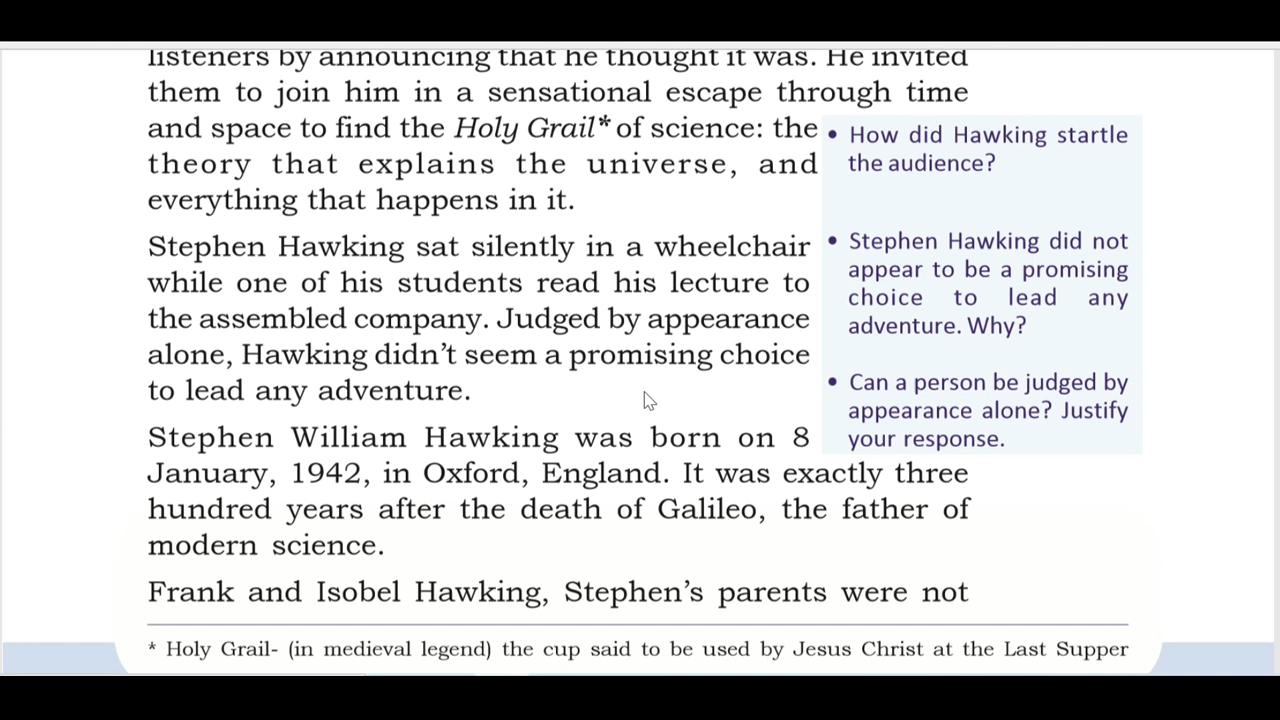 listeners by announcing that he thought it was. He invited
them to join him in a sensational escape through time
and space to find the Holy Grail* of science: the
theory that explains the universe, and
everything that happens in it.
Stephen Hawking sat silently in a wheelchair
while one of his students read his lecture to
the assembled company. Judged by appearance
alone, Hawking didn't seem a promising choice
to lead any adventure.
Stephen William Hawking was born on 8
January, 1942, in Oxford, England. It was exactly three
hundred years after the death of Galileo, the father of
modern science.
Frank and Isobel Hawking, Stephen's parents were not
• How did Hawking startle
the audience?
• Stephen Hawking did not
appear to be a promising
choice to lead any
adventure. Why?
• Can a person be judged by
appearance alone? Justify
your response.
* Holy Grail- (in medieval legend) the cup said to be used by Jesus Christ at the Last Supper